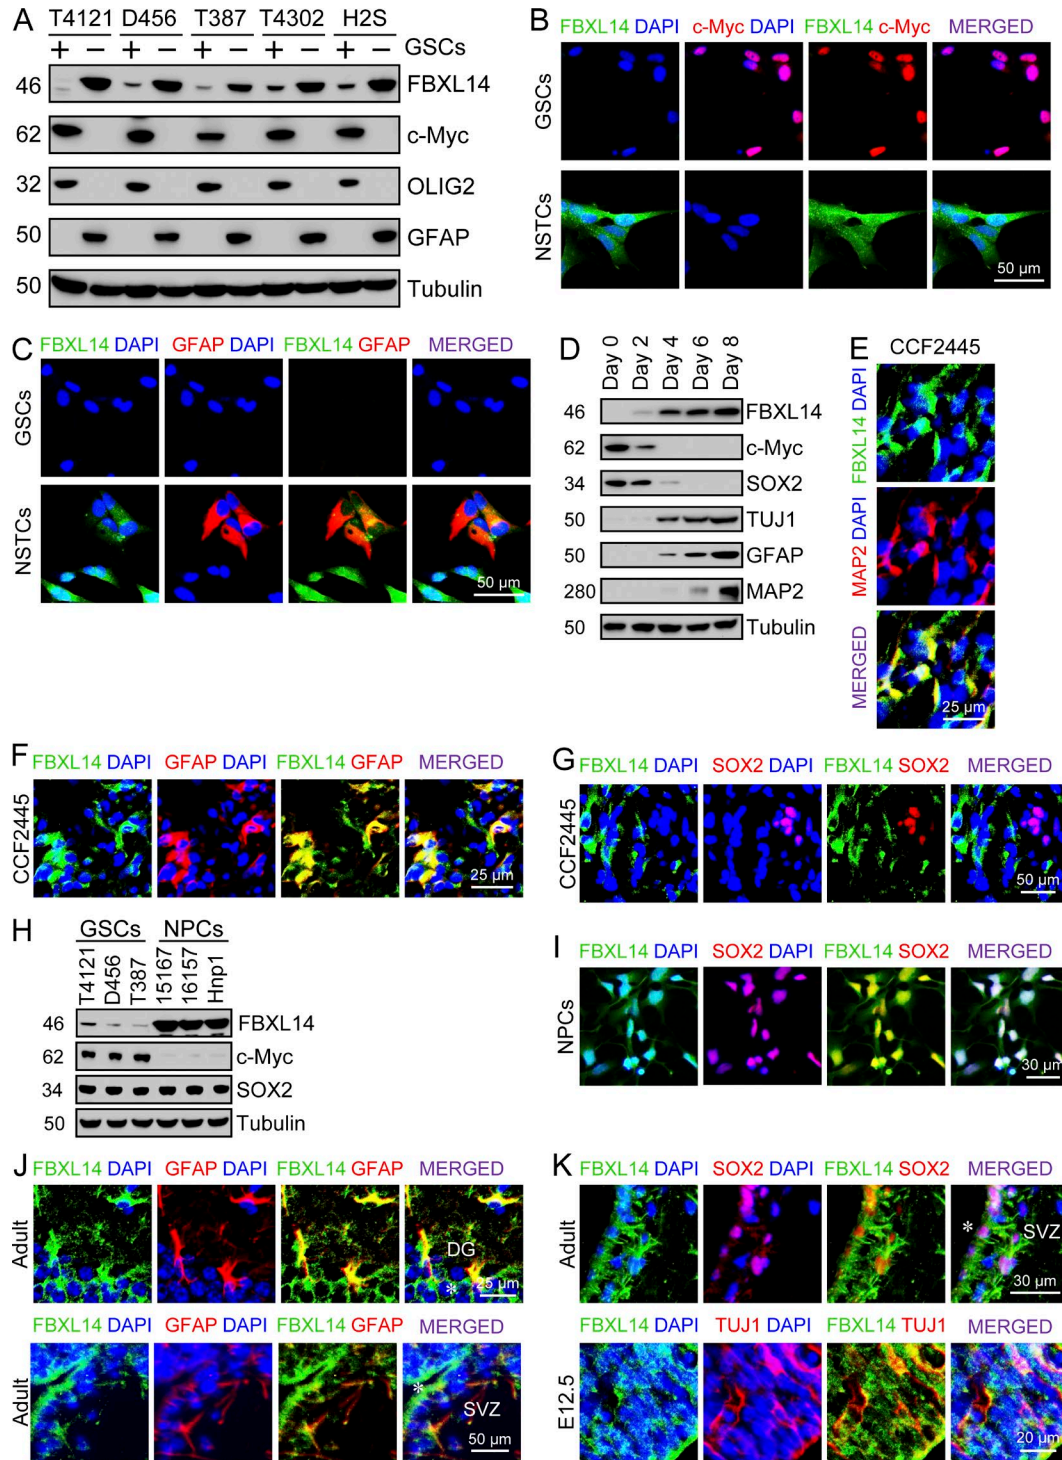 A
T4121 D456 T387 T4302 H2S
+ − + − + − + − + − GSCs
46 FBXL14
62 c-Myc
32 OLIG2
50 GFAP
50 Tubulin
B
FBXL14 DAPI c-Myc DAPI FBXL14 c-Myc MERGED
GSCs
NSTCs
50 µm
C
FBXL14 DAPI GFAP DAPI FBXL14 GFAP MERGED
GSCs
NSTCs
50 µm
D
Day 0 Day 2 Day 4 Day 6 Day 8
46 FBXL14
62 c-Myc
34 SOX2
50 TUJ1
50 GFAP
280 MAP2
50 Tubulin
E
CCF2445
FBXL14 DAPI
MAP2 DAPI
MERGED
25 µm
F
FBXL14 DAPI GFAP DAPI FBXL14 GFAP MERGED
CCF2445
25 µm
G
FBXL14 DAPI SOX2 DAPI FBXL14 SOX2 MERGED
CCF2445
50 µm
H
GSCs NPCs
T4121 D456 T387 15167 16157 Hnp1
46 FBXL14
62 c-Myc
34 SOX2
50 Tubulin
I
FBXL14 DAPI SOX2 DAPI FBXL14 SOX2 MERGED
NPCs
30 µm
J
FBXL14 DAPI GFAP DAPI FBXL14 GFAP MERGED
Adult
DG
*
25 µm
FBXL14 DAPI GFAP DAPI FBXL14 GFAP MERGED
Adult
*
SVZ
50 µm
K
FBXL14 DAPI SOX2 DAPI FBXL14 SOX2 MERGED
Adult
* SVZ
30 µm
FBXL14 DAPI TUJ1 DAPI FBXL14 TUJ1 MERGED
E12.5
20 µm